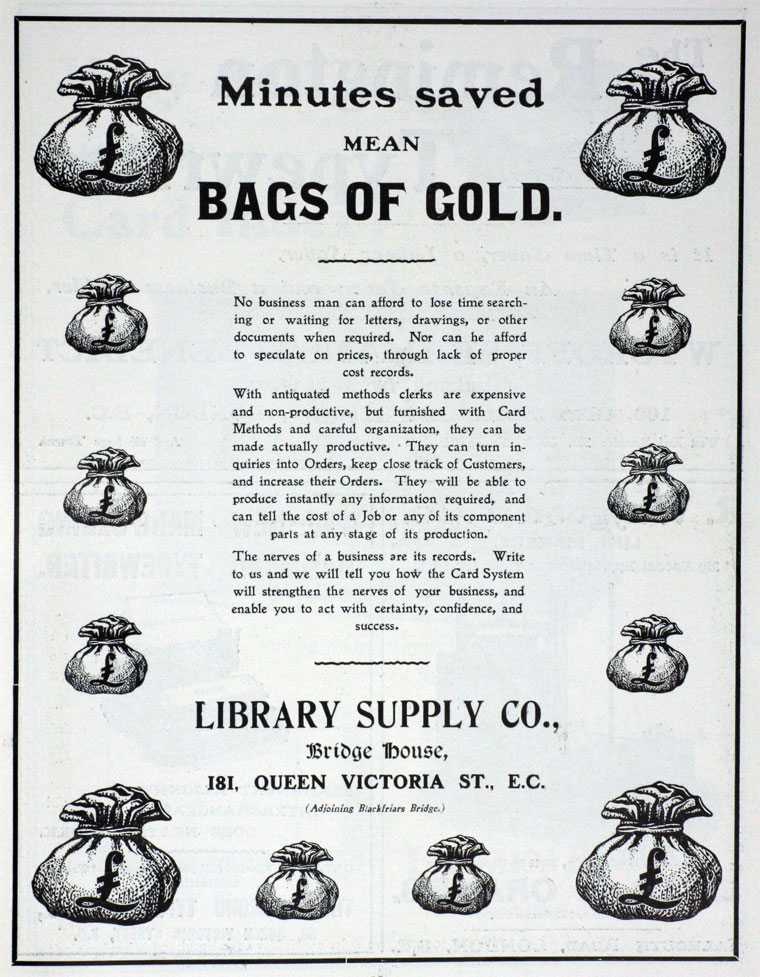 £ £
Minutes saved
MEAN
BAGS OF GOLD.
£ £
No business man can afford to lose time search-
ing or waiting for letters, drawings, or other
documents when required. Nor can he afford
to speculate on prices, through lack of proper
cost records.
With antiquated methods clerks are expensive
and non-productive, but furnished with Card
Methods and careful organization, they can be
made actually productive. They can turn in-
£ £
quiries into Orders, keep close track of Customers,
and increase their Orders. They will be able to
produce instantly any information required, and
can tell the cost of a Job or any of its component
parts at any stage of its production.
The nerves of a business are its records. Write
to us and we will tell you how the Card System
will strengthen the nerves of your business, and
enable you to act with certainty, confidence, and
success.
£ £
LIBRARY SUPPLY CO.,
Bridge House,
181, QUEEN VICTORIA ST., E.C.
(Adjoining Blackfriars Bridge.)
£ £ £ £